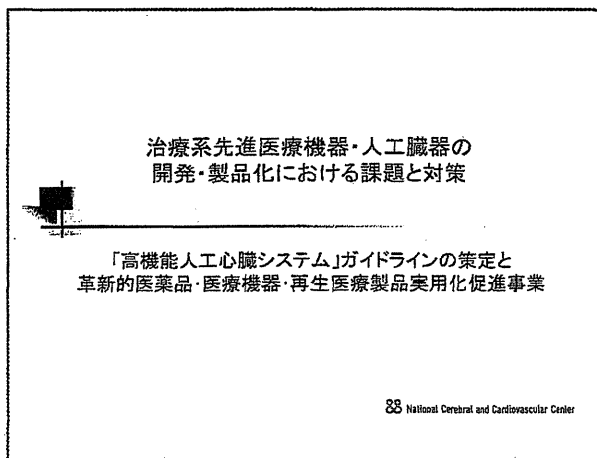 治療系先進医療機器・人工臓器の
開発・製品化における課題と対策
「高機能人工心臓システム」ガイドラインの策定と
革新的医薬品・医療機器・再生医療製品実用化促進事業
National Cerebral and Cardiovascular Center